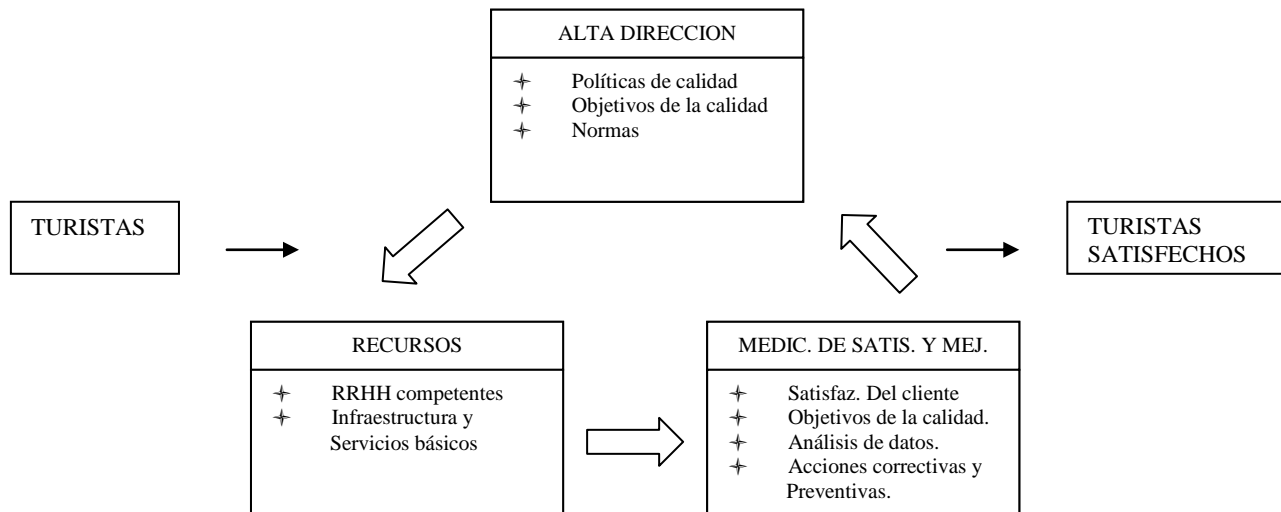 ALTA DIRECCION
Políticas de calidad
Objetivos de la calidad
Normas
TURISTAS
TURISTAS
SATISFECHOS
RECURSOS
RRHH competentes
Infraestructura y
Servicios básicos
MEDIC. DE SATIS. Y MEJ.
Satisfaz. Del cliente
Objetivos de la calidad.
Análisis de datos.
Acciones correctivas y
Preventivas.